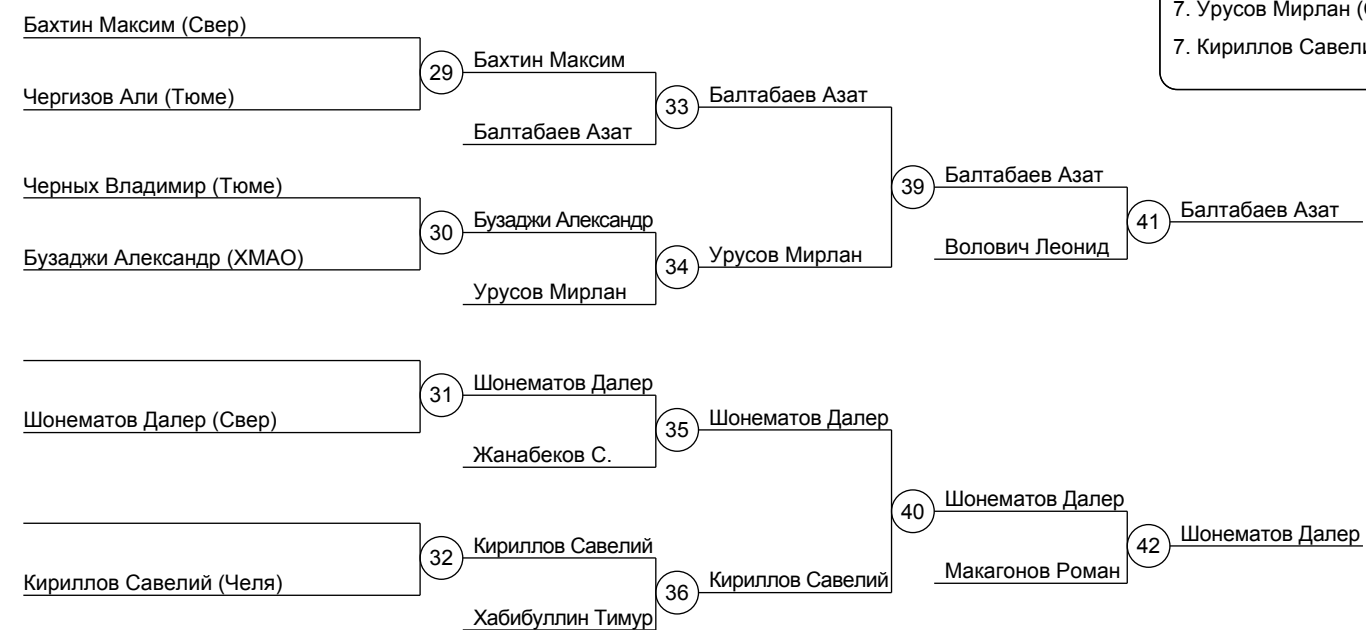 7. Урусов Мирлан (
7. Кириллов Савели
Бахтин Максим (Свер)
29
Бахтин Максим
Чергизов Али (Тюме)
33
Балтабаев Азат
Балтабаев Азат
Черных Владимир (Тюме)
39
Балтабаев Азат
30
Бузаджи Александр
41
Балтабаев Азат
Бузаджи Александр (ХМАО)
34
Урусов Мирлан
Волович Леонид
Урусов Мирлан
31
Шонематов Далер
Шонематов Далер (Свер)
35
Шонематов Далер
Жанабеков С.
40
Шонематов Далер
32
Кириллов Савелий
42
Шонематов Далер
Кириллов Савелий (Челя)
36
Кириллов Савелий
Макагонов Роман
Хабибуллин Тимур